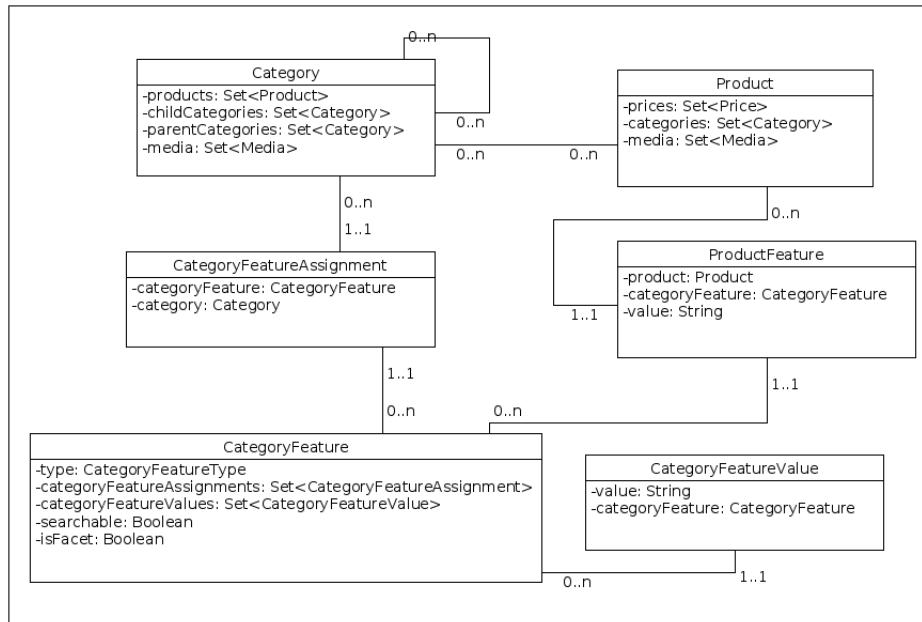 0..n
Category
-products: Set<Product>
-childCategories: Set<Category>
-parentCategories: Set<Category>
-media: Set<Media>
0..n
0..n
0..n
Product
-prices: Set<Price>
-categories: Set<Category>
-media: Set<Media>
0..n
1..1
0..n
CategoryFeatureAssignment
-categoryFeature: CategoryFeature
-category: Category
ProductFeature
-product: Product
-categoryFeature: CategoryFeature
-value: String
1..1
1..1
0..n
1..1
0..n
CategoryFeature
-type: CategoryFeatureType
-categoryFeatureAssignments: Set<CategoryFeatureAssignment>
-categoryFeatureValues: Set<CategoryFeatureValue>
-searchable: Boolean
-isFacet: Boolean
CategoryFeatureValue
-value: String
-categoryFeature: CategoryFeature
0..n
1..1